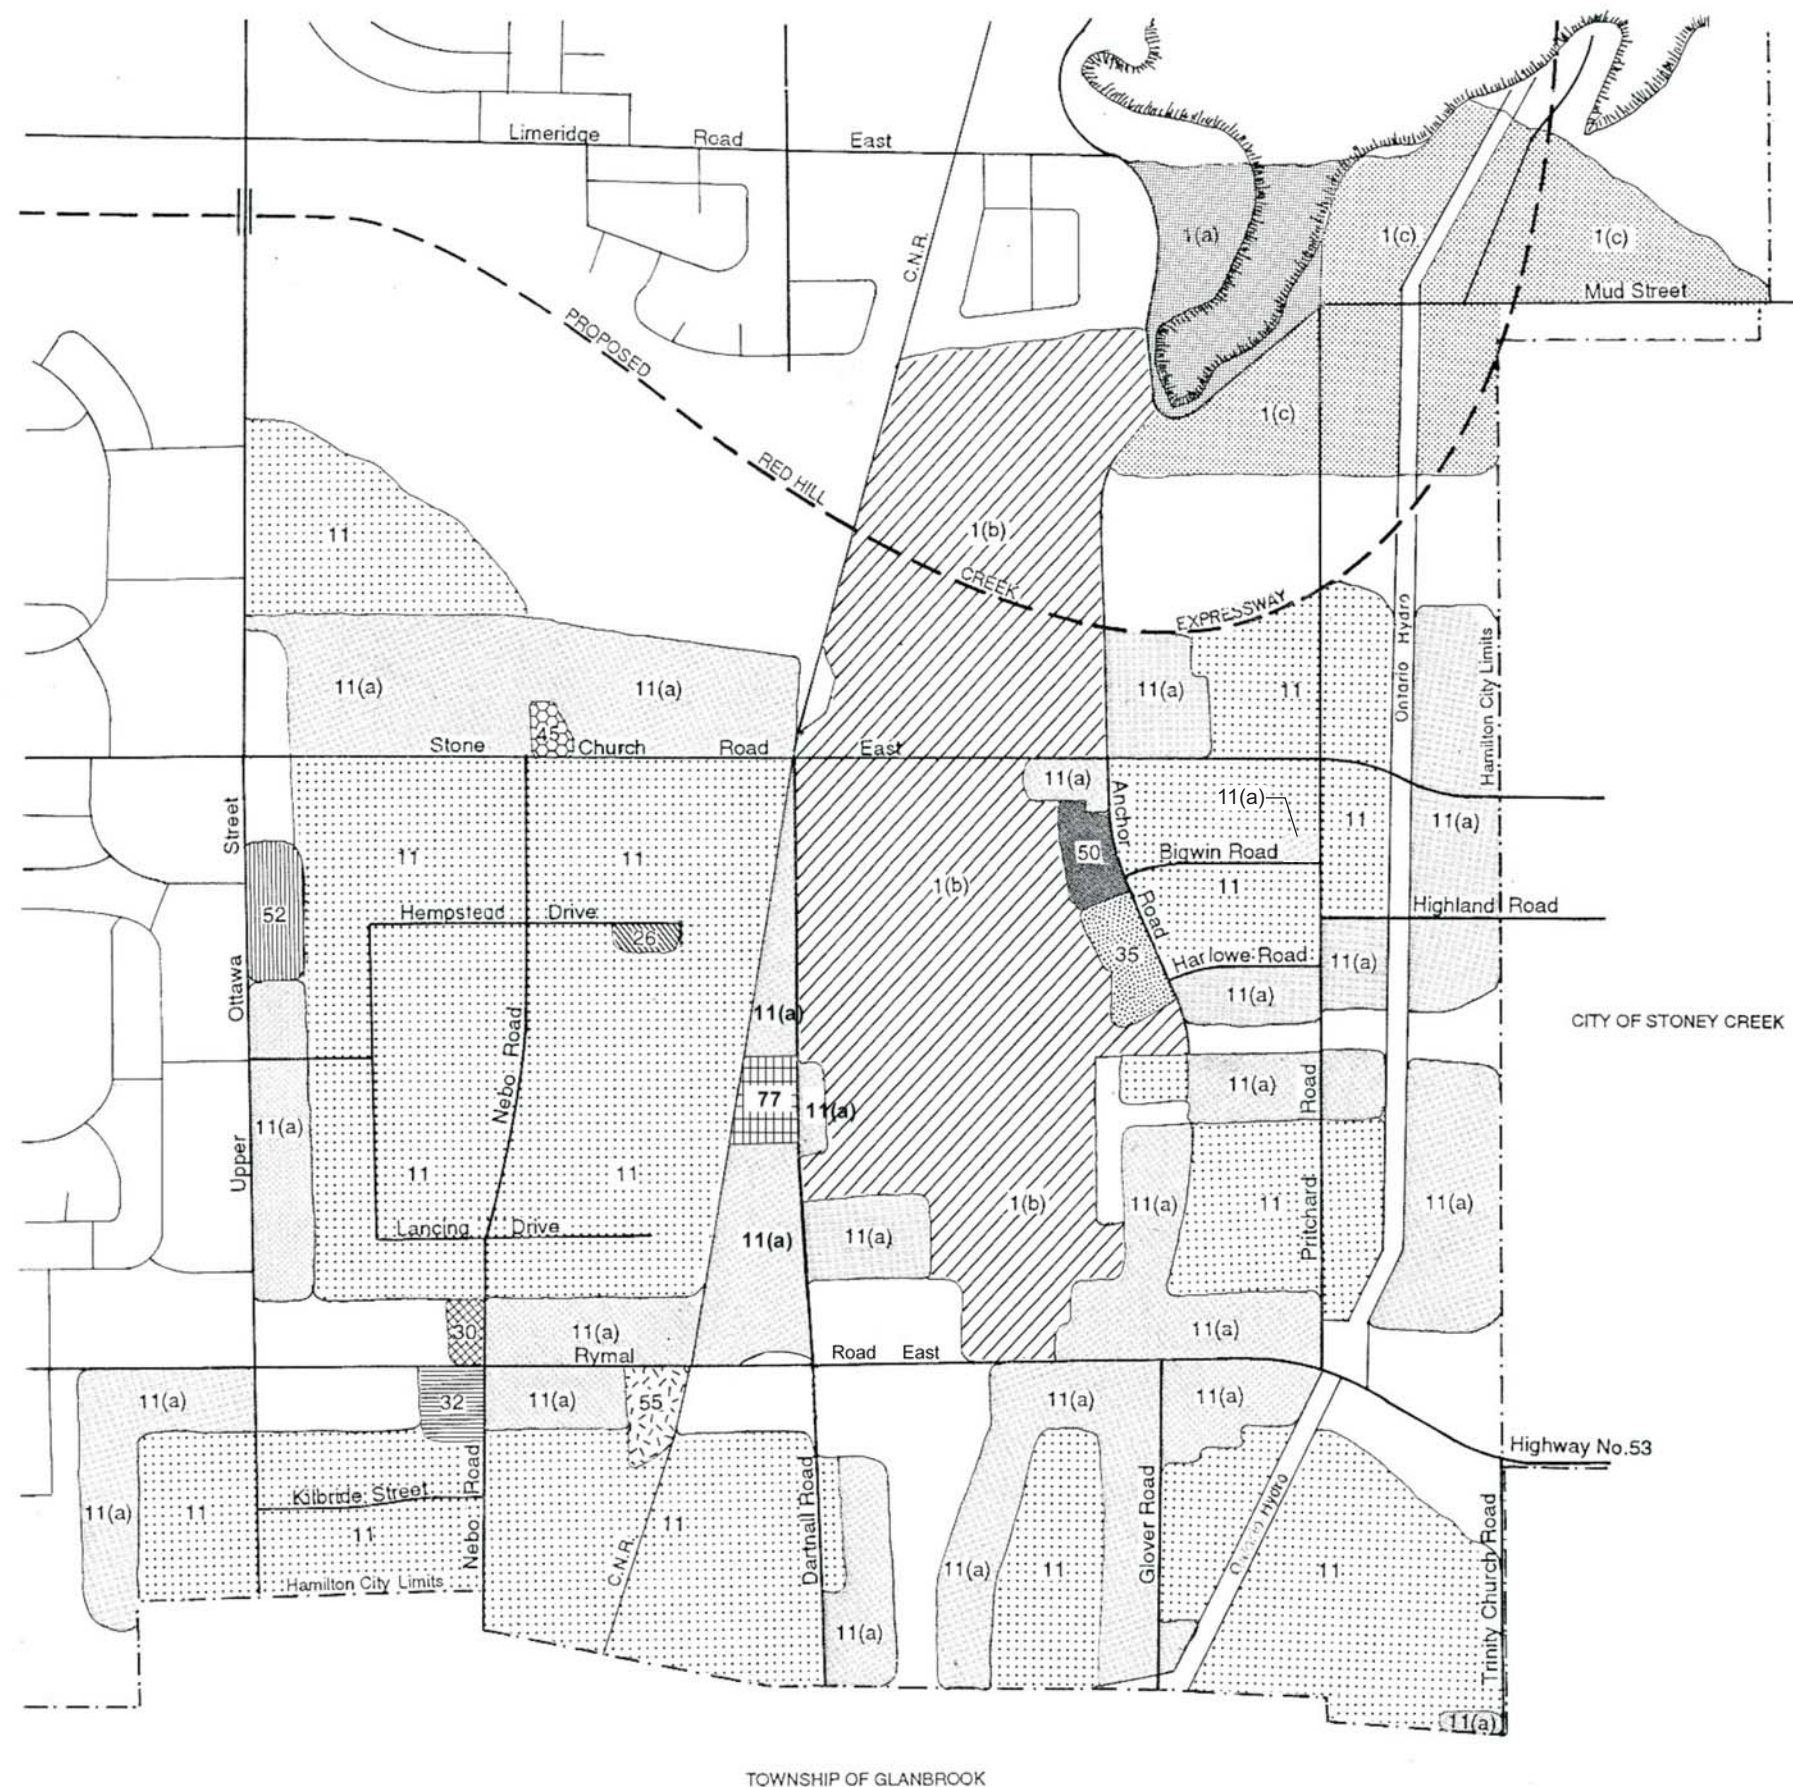 Limeridge Road East
C.N.R.
1(a)
1(c)
1(c)
Mud Street
PROPOSED
1(c)
RED HILL
11
1(b)
CREEK
EXPRESSWAY
Ontario Hydro
Hamilton City Limits
11(a)
11(a)
11(a)
11
45
Stone Church Road East
11(a)
Anchor Road
11(a)
11
11(a)
Upper Ottawa Street
11
11
50
Bigwin Road
1(b)
11
52
Hempstead Drive
Highland Road
26
35
Harlowe Road
11(a)
11(a)
11(a)
CITY OF STONEY CREEK
Nebo Road
77
11(a)
11(a)
Pritchard Road
11(a)
11
11
1(b)
11(a)
11
11(a)
Lancing Drive
11(a)
11(a)
30
11(a)
11(a)
Rymal Road East
11(a)
32
11(a)
55
11(a)
11(a)
Highway No.53
Nebo Road
Dartnall Road
Glover Road
Trinity Church Road
Kilbride Street
11(a)
11
11
11
C.N.R.
Hydro
11(a)
11
11
Hamilton City Limits
11(a)
11(a)
TOWNSHIP OF GLANBROOK